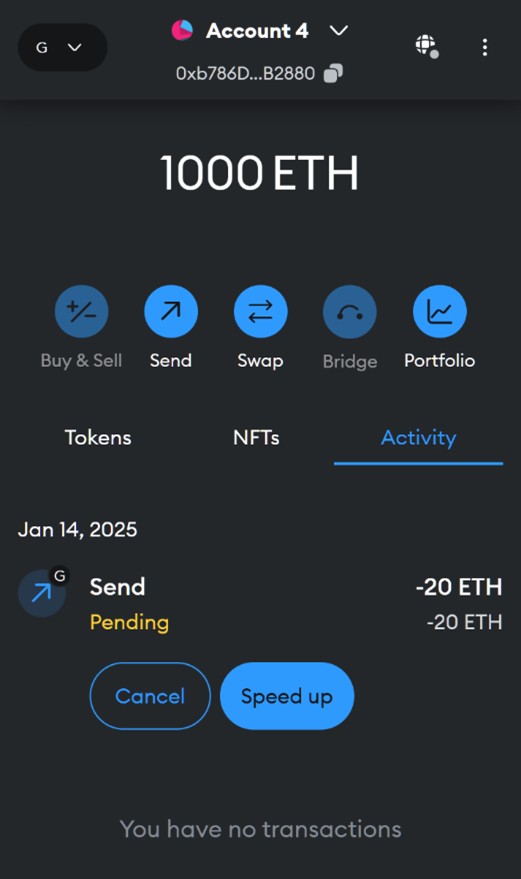 G
Account 4
0xb786D...B2880
1000 ETH
Buy & Sell
Send
Swap
Bridge
Portfolio
Tokens
NFTs
Activity
Jan 14, 2025
G
Send
-20 ETH
Pending
-20 ETH
Cancel
Speed up
You have no transactions